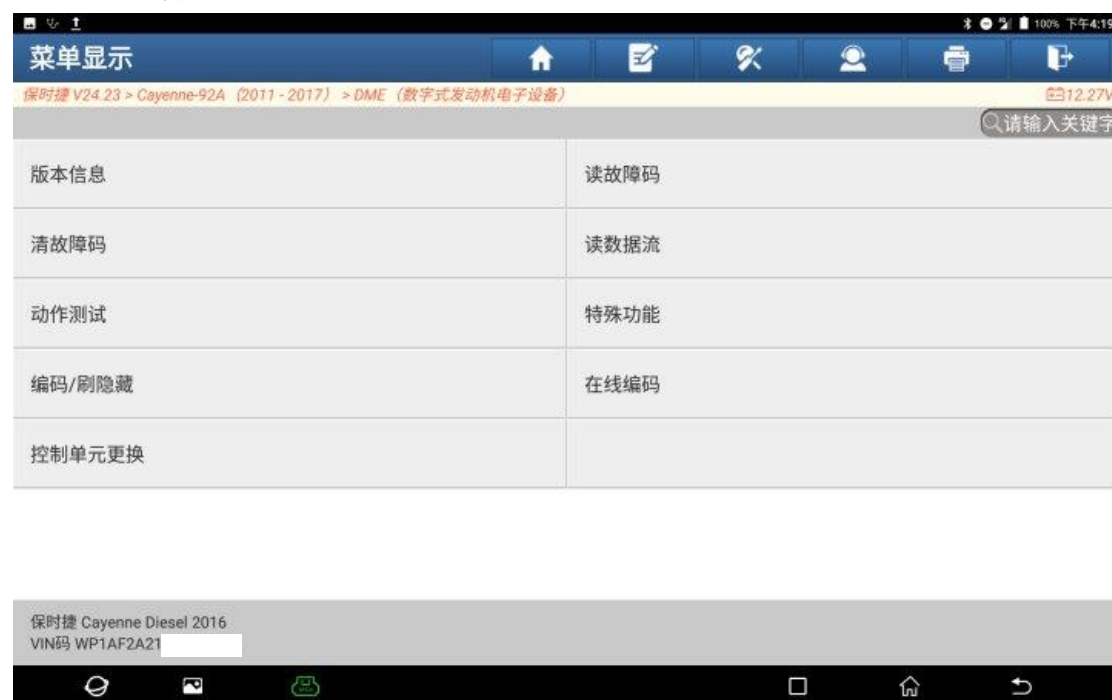 100% 下午4:19
菜单显示
保时捷 V24.23 > Cayenne-92A (2011 - 2017) > DME (数字式发动机电子设备)
12.27V
请输入关键字
版本信息
读故障码
清故障码
读数据流
动作测试
特殊功能
编码/刷隐藏
在线编码
控制单元更换
保时捷 Cayenne Diesel 2016
VIN码 WP1AF2A21